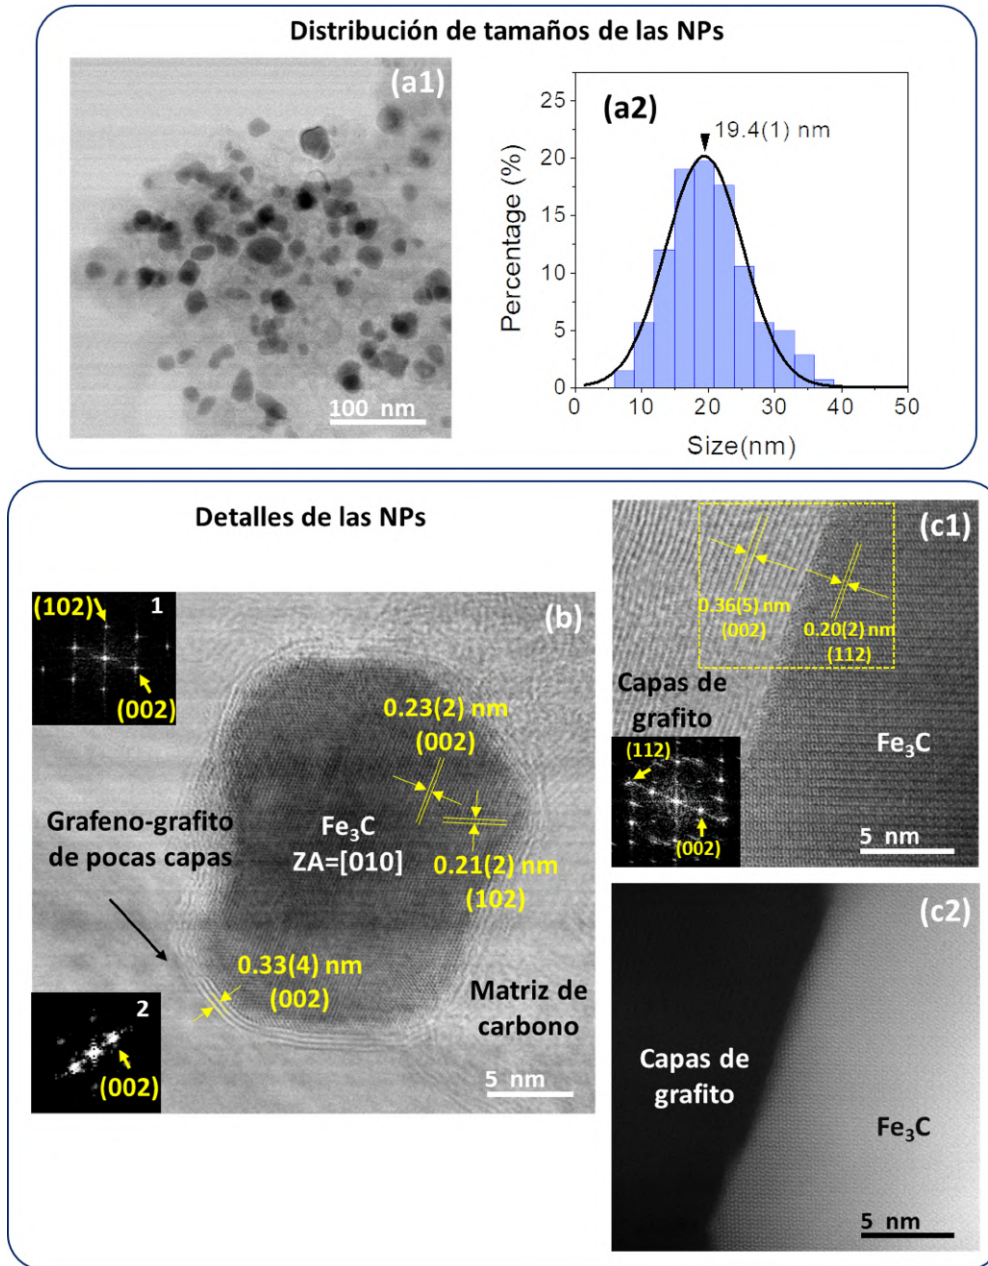 Distribución de tamaños de las NPs
(a1)
100 nm
(a2)
19.4(1) nm
25
20
15
10
5
0
Percentage (%)
0 10 20 30 40 50
Size(nm)
Detalles de las NPs
(b)
(102)
1
(002)
0.23(2) nm
(002)
Grafeno-grafito
de pocas capas
Fe₃C
ZA=[010]
0.21(2) nm
(102)
0.33(4) nm
(002)
Matriz de
carbono
2
(002)
5 nm
(c1)
0.36(5) nm
(002)
0.20(2) nm
(112)
Capas de
grafito
(112)
(002)
Fe₃C
5 nm
(c2)
Capas de
grafito
Fe₃C
5 nm